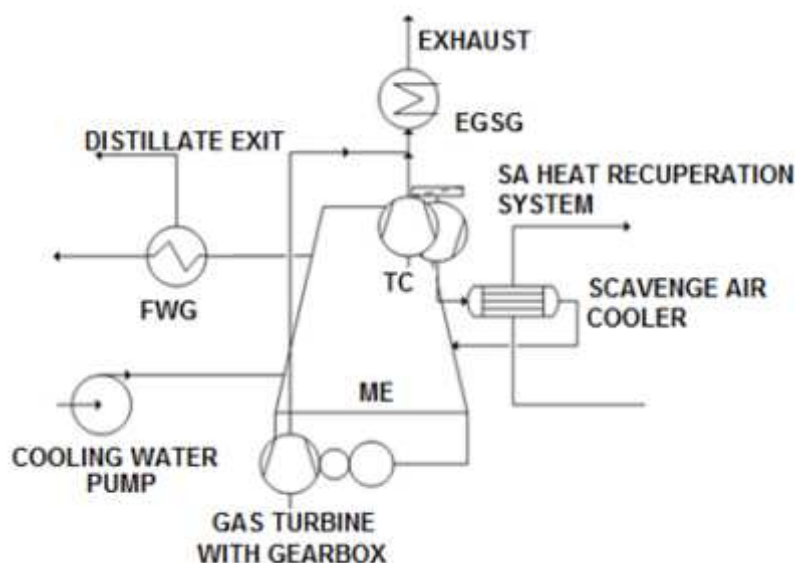 EXHAUST
EGSG
DISTILLATE EXIT
SA HEAT RECUPERATION
SYSTEM
TC
FWG
SCAVENGE AIR
COOLER
ME
COOLING WATER
PUMP
GAS TURBINE
WITH GEARBOX